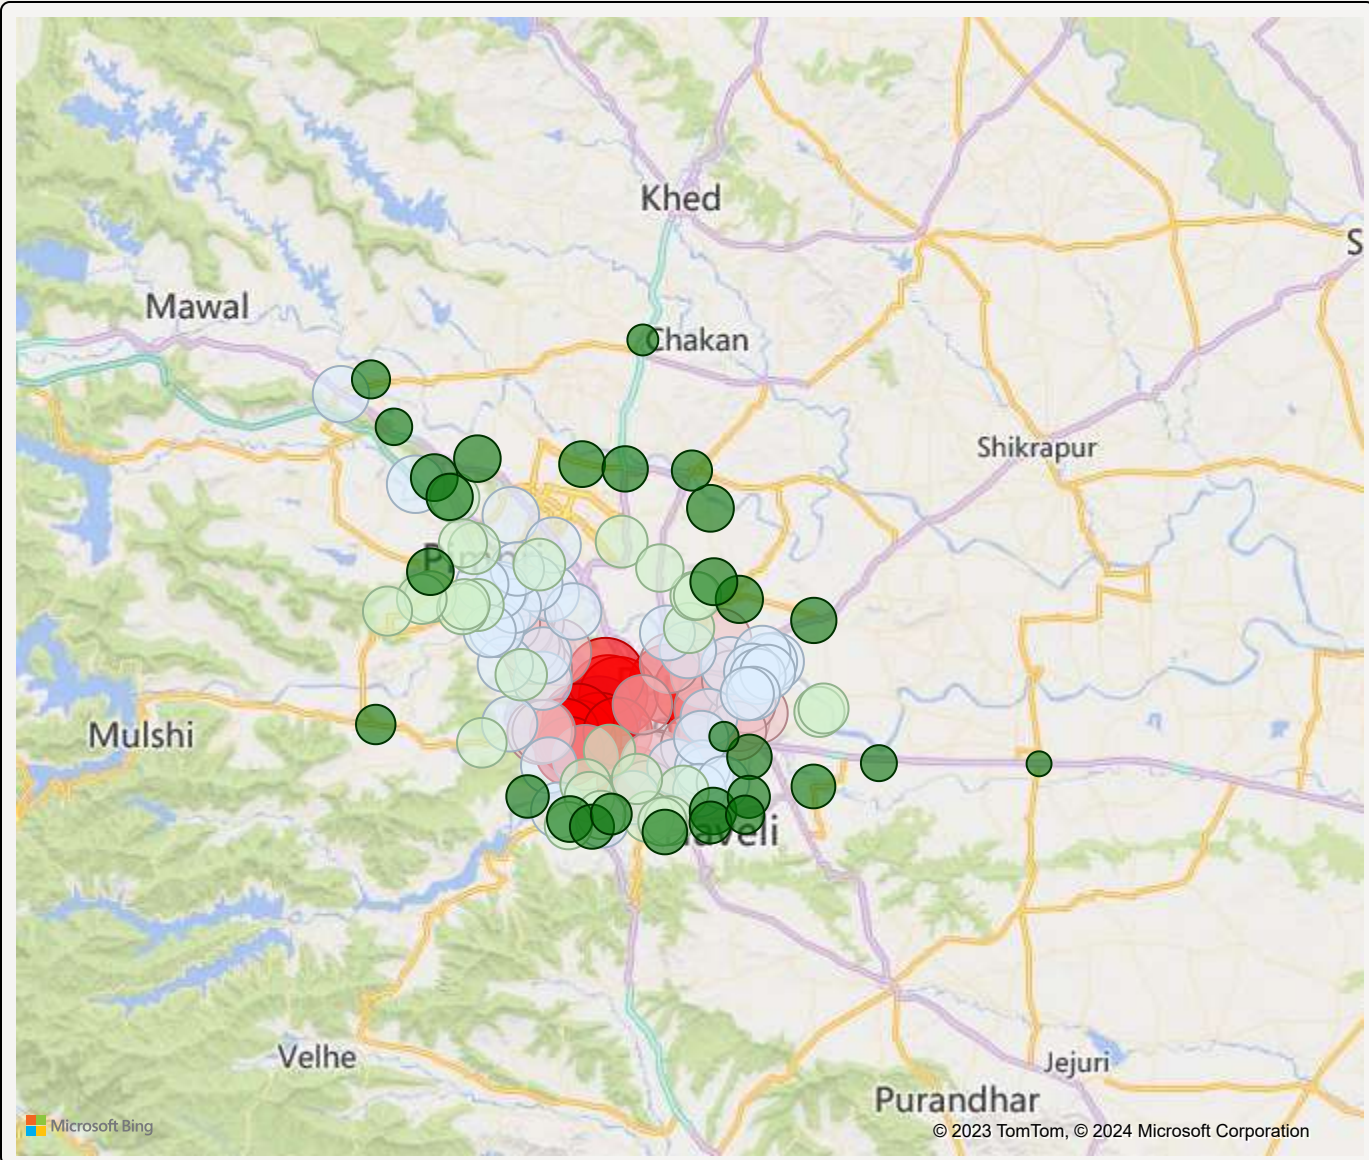 Khed
S
Mawal
Chakan
Shikrapur
Mulshi
Velhe
Jejuri
Purandhar
Microsoft Bing
© 2023 TomTom, © 2024 Microsoft Corporation